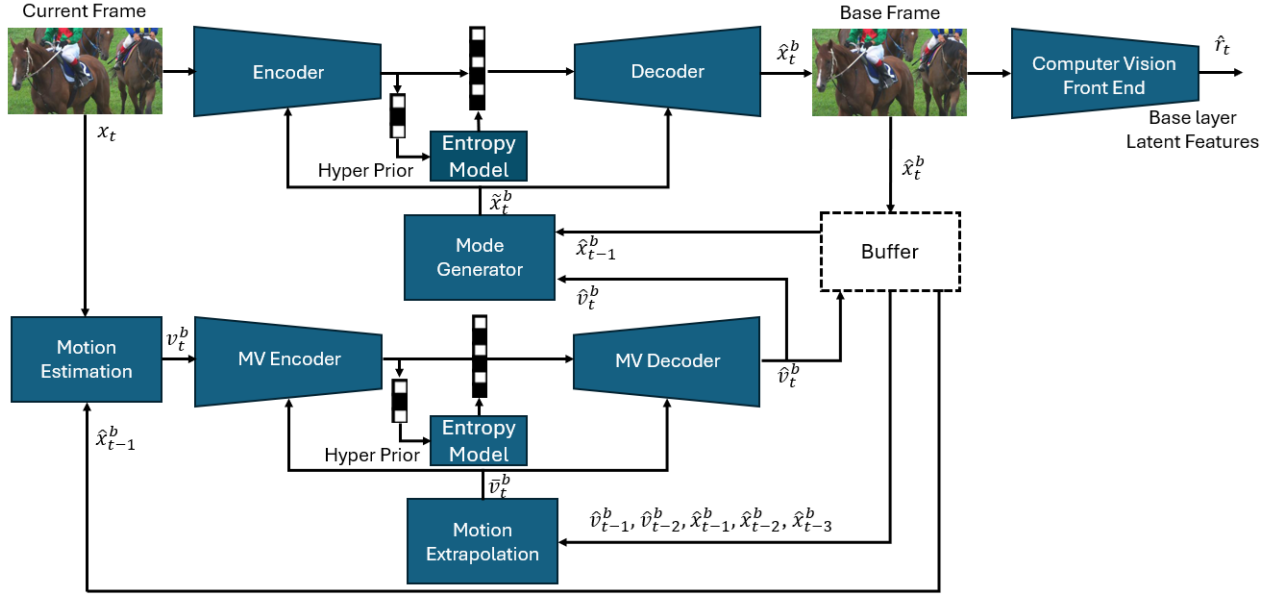 Current Frame
Base Frame
Encoder
Decoder
x̂_t^b
Computer Vision
Front End
r̂_t
Base layer
Latent Features
x_t
Hyper Prior
Entropy
Model
x̂_t^b
x̃_t^b
Mode
Generator
x̂_{t-1}^b
Buffer
v̂_t^b
Motion
Estimation
v_t^b
MV Encoder
MV Decoder
v̂_t^b
x̂_{t-1}^b
Hyper Prior
Entropy
Model
v̄_t^b
Motion
Extrapolation
v̂_{t-1}^b, v̂_{t-2}^b, x̂_{t-1}^b, x̂_{t-2}^b, x̂_{t-3}^b